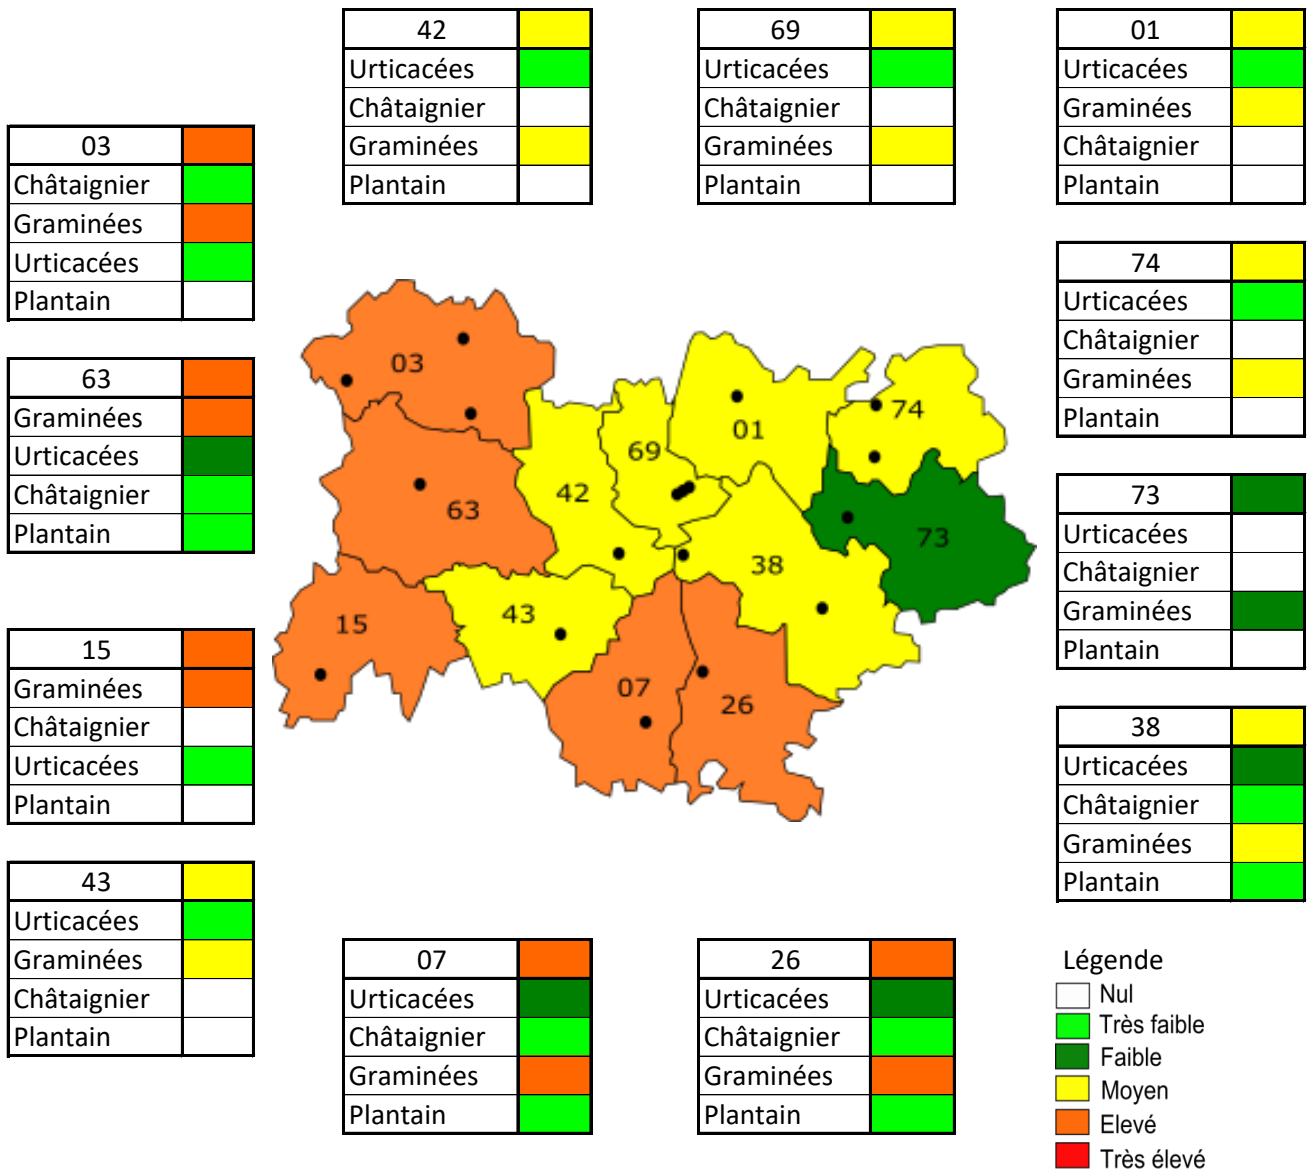 42
Urticacées
Châtaignier
Graminées
Plantain
69
Urticacées
Châtaignier
Graminées
Plantain
01
Urticacées
Graminées
Châtaignier
Plantain
03
Châtaignier
Graminées
Urticacées
Plantain
74
Urticacées
Châtaignier
Graminées
Plantain
63
Graminées
Urticacées
Châtaignier
Plantain
03
74
01
69
42
63
73
38
43
15
07
26
73
Urticacées
Châtaignier
Graminées
Plantain
15
Graminées
Châtaignier
Urticacées
Plantain
38
Urticacées
Châtaignier
Graminées
Plantain
43
Urticacées
Graminées
Châtaignier
Plantain
07
Urticacées
Châtaignier
Graminées
Plantain
26
Urticacées
Châtaignier
Graminées
Plantain
Légende
Nul
Très faible
Faible
Moyen
Elevé
Très élevé